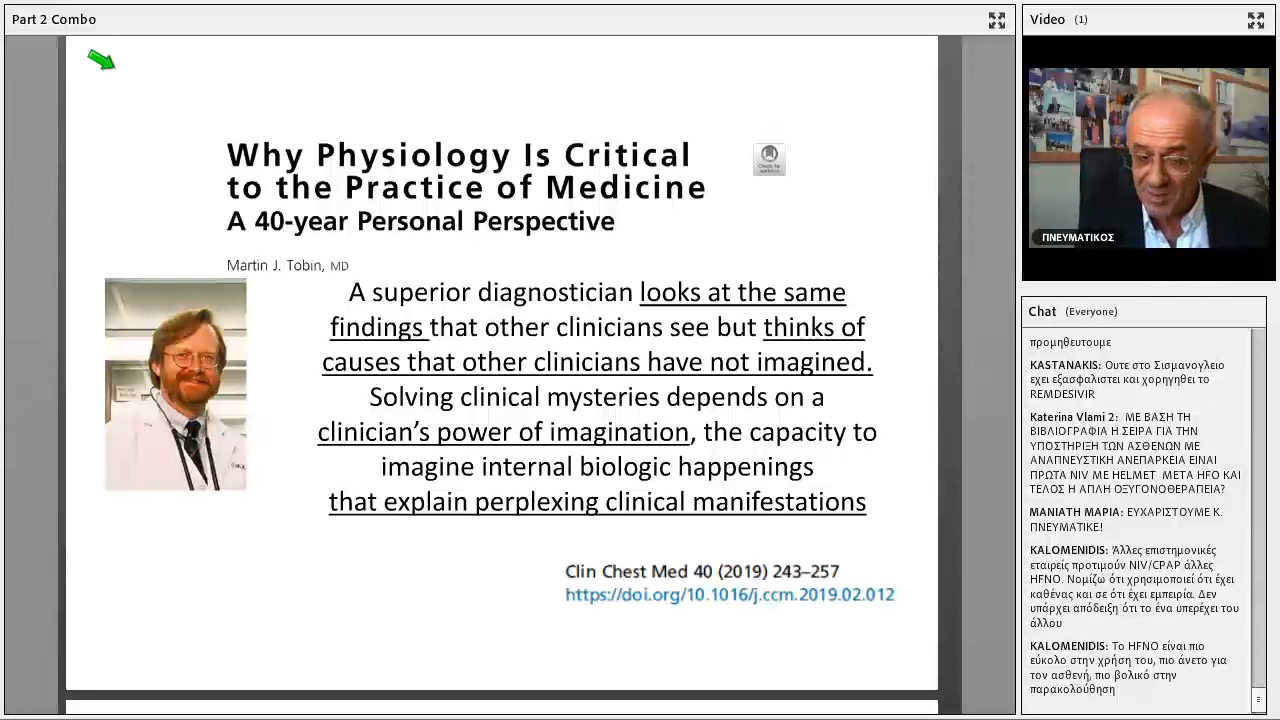 Part 2 Combo
Why Physiology Is Critical
to the Practice of Medicine
A 40-year Personal Perspective
Martin J. Tobin, MD
A superior diagnostician looks at the same
findings that other clinicians see but thinks of
causes that other clinicians have not imagined.
Solving clinical mysteries depends on a
clinician's power of imagination, the capacity to
imagine internal biologic happenings
that explain perplexing clinical manifestations
Clin Chest Med 40 (2019) 243–257
https://doi.org/10.1016/j.ccm.2019.02.012
Video (1)
ΠΝΕΥΜΑΤΙΚΟΣ
Chat (Everyone)
προμηθευτουμε
KASTANAKIS: Ουτε στο Σισμανογλειο
εχει εξασφαλιστει και χορηγηθει το
REMDESIVIR
Katerina Vlami 2: ΜΕ ΒΑΣΗ ΤΗ
ΒΙΒΛΙΟΓΡΑΦΙΑ Η ΣΕΙΡΑ ΓΙΑ ΤΗΝ
ΥΠΟΣΤΗΡΙΞΗ ΤΩΝ ΑΣΘΕΝΩΝ ΜΕ
ΑΝΑΠΝΕΥΣΤΙΚΗ ΑΝΕΠΑΡΚΕΙΑ ΕΙΝΑΙ
ΠΡΩΤΑ NIV ΜΕ HELMET ΜΕΤΑ HFO ΚΑΙ
ΤΕΛΟΣ Η ΑΠΛΗ ΟΞΥΓΟΝΟΘΕΡΑΠΕΙΑ?
ΜΑΝΙΑΤΗ ΜΑΡΙΑ: ΕΥΧΑΡΙΣΤΟΥΜΕ Κ.
ΠΝΕΥΜΑΤΙΚΕ!
KALOMENIDIS: Άλλες επιστημονικές
εταιρείς προτιμούν NIV/CPAP άλλες
HFNO. Νομίζω ότι χρησιμοποιεί ότι έχει
καθένας και σε ότι έχει εμπειρία. Δεν
υπάρχει απόδειξη ότι το ένα υπερέχει του
άλλου
KALOMENIDIS: Το HFNO είναι πιο
εύκολο στην χρήση του, πιο άνετο για
τον ασθενή, πιο βολικό στην
παρακολούθηση